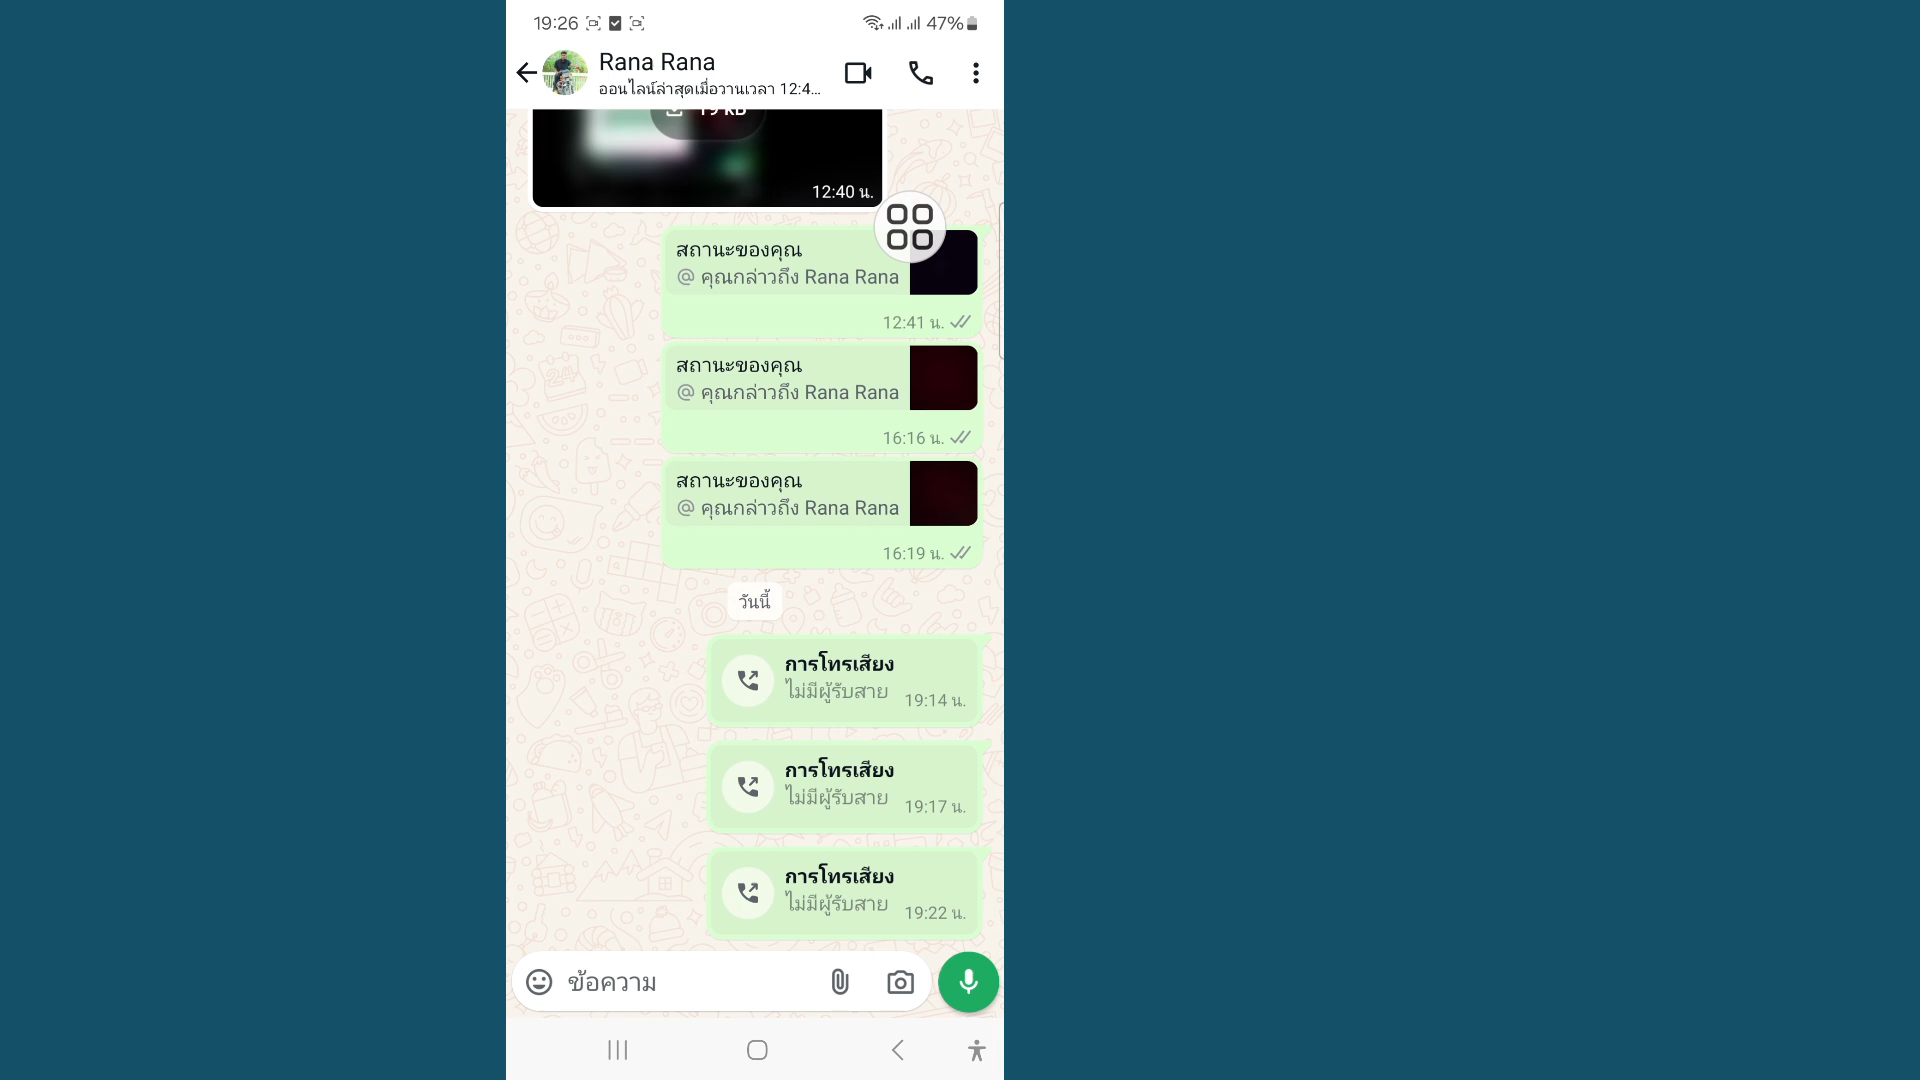 19:26 47%
Rana Rana
ออนไลน์ล่าสุดเมื่อวานเวลา 12:4...
19 kB
12:40 น.
สถานะของคุณ
@ คุณกล่าวถึง Rana Rana
12:41 น.
สถานะของคุณ
@ คุณกล่าวถึง Rana Rana
16:16 น.
สถานะของคุณ
@ คุณกล่าวถึง Rana Rana
16:19 น.
วันนี้
การโทรเสียง
ไม่มีผู้รับสาย 19:14 น.
การโทรเสียง
ไม่มีผู้รับสาย 19:17 น.
การโทรเสียง
ไม่มีผู้รับสาย 19:22 น.
ข้อความ